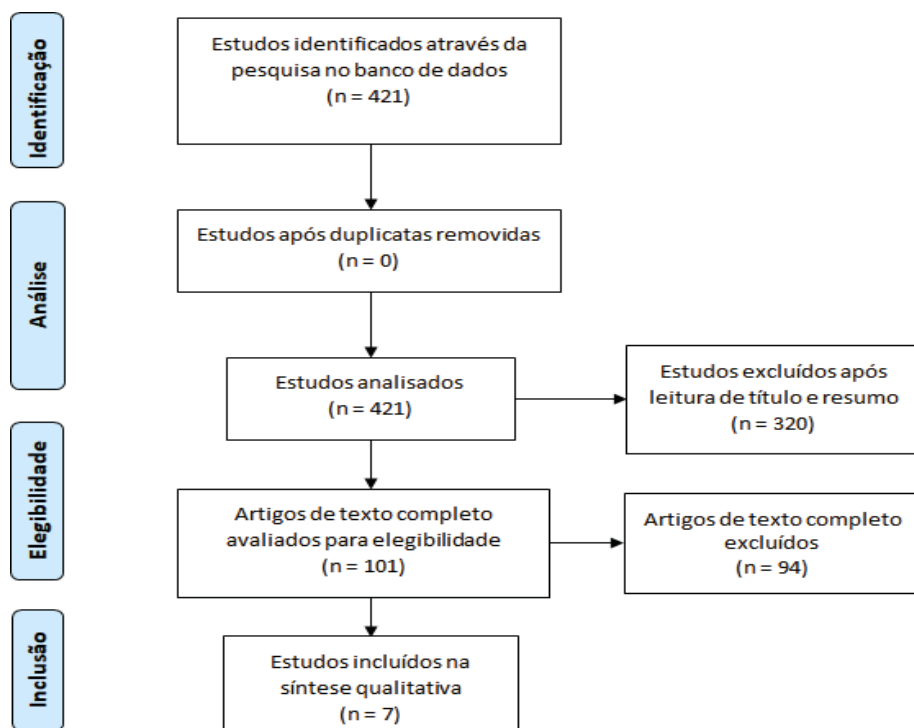 Identificação
Estudos identificados através da
pesquisa no banco de dados
(n = 421)
Análise
Estudos após duplicatas removidas
(n = 0)
Estudos analisados
(n = 421)
Estudos excluídos após
leitura de título e resumo
(n = 320)
Elegibilidade
Artigos de texto completo
avaliados para elegibilidade
(n = 101)
Artigos de texto completo
excluídos
(n = 94)
Inclusão
Estudos incluídos na
síntese qualitativa
(n = 7)